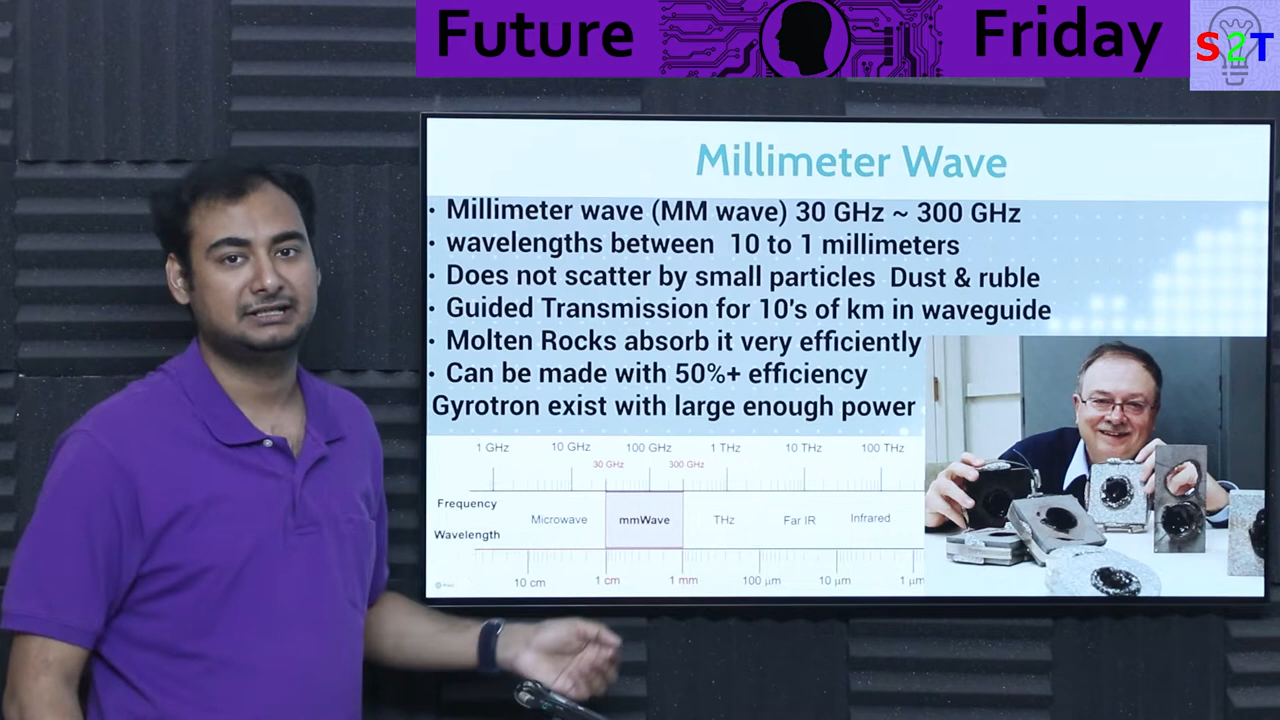 Future Friday
S2T
Millimeter Wave
• Millimeter wave (MM wave) 30 GHz ~ 300 GHz
• wavelengths between 10 to 1 millimeters
• Does not scatter by small particles Dust & ruble
• Guided Transmission for 10's of km in waveguide
• Molten Rocks absorb it very efficiently
• Can be made with 50%+ efficiency
Gyrotron exist with large enough power
1 GHz 10 GHz 100 GHz 1 THz 10 THz 100 THz
30 GHz 300 GHz
Frequency
Microwave mmWave THz Far IR Infrared
Wavelength
10 cm 1 cm 1 mm 100 µm 10 µm 1 µm